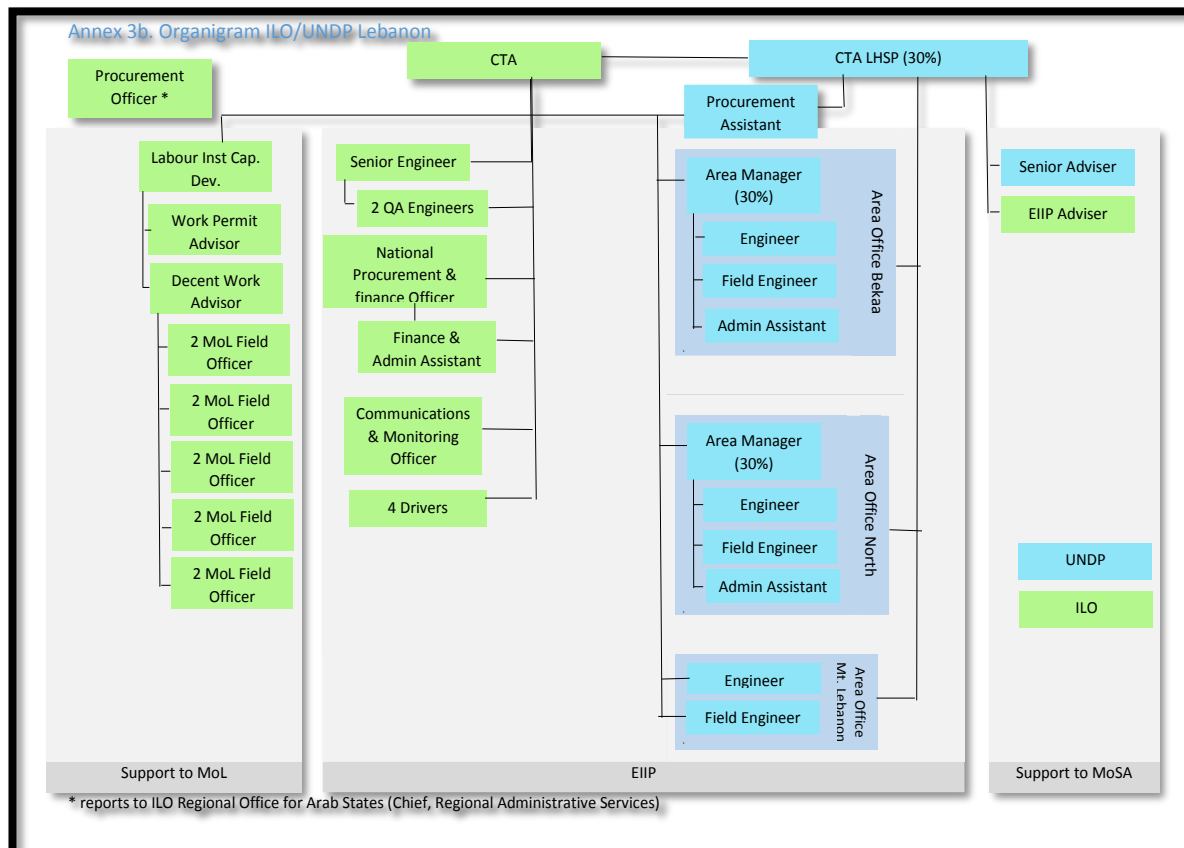 Annex 3b. Organigram ILO/UNDP Lebanon
CTA
CTA LHSP (30%)
Procurement
Officer *
Procurement
Assistant
Labour Inst Cap.
Dev.
Work Permit
Advisor
Decent Work
Advisor
2 MoL Field
Officer
2 MoL Field
Officer
2 MoL Field
Officer
2 MoL Field
Officer
2 MoL Field
Officer
Support to MoL
Senior Engineer
2 QA Engineers
National
Procurement &
finance Officer
Finance &
Admin Assistant
Communications
& Monitoring
Officer
4 Drivers
Area Manager
(30%)
Engineer
Field Engineer
Admin Assistant
Area Office Bekaa
Area Manager
(30%)
Engineer
Field Engineer
Admin Assistant
Area Office North
Engineer
Field Engineer
Area Office
Mt. Lebanon
EIIP
Senior Adviser
EIIP Adviser
UNDP
ILO
Support to MoSA
* reports to ILO Regional Office for Arab States (Chief, Regional Administrative Services)